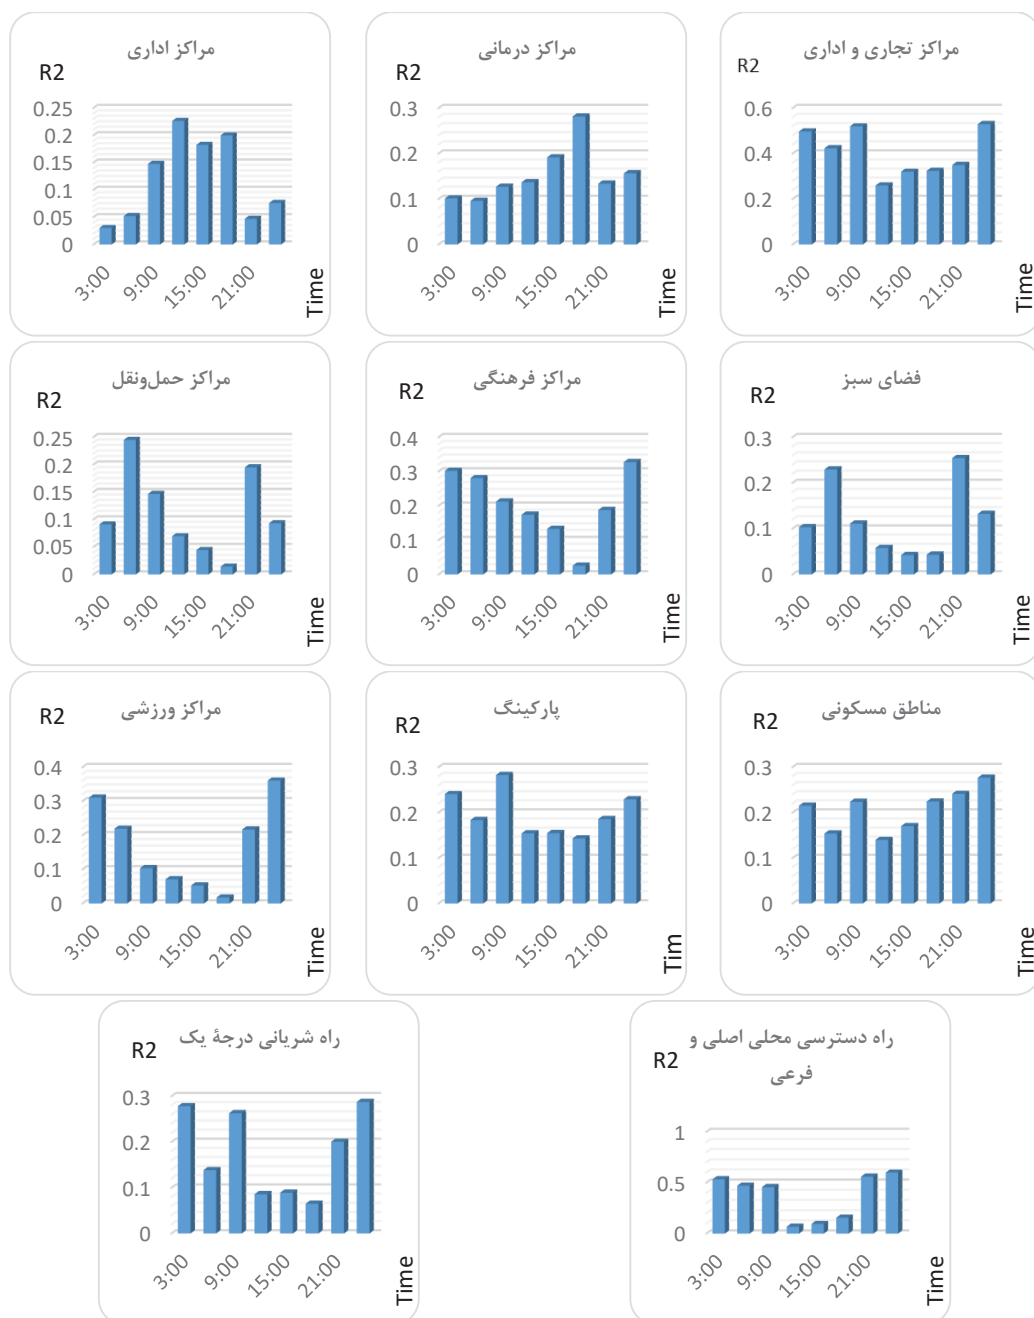 مراکز تجاری و اداری
R2
0.6
0.4
0.2
0
3:00
9:00
15:00
21:00
Time
مراکز درمانی
R2
0.3
0.2
0.1
0
3:00
9:00
15:00
21:00
Time
مراکز اداری
R2
0.25
0.2
0.15
0.1
0.05
0
3:00
9:00
15:00
21:00
Time
فضای سبز
R2
0.3
0.2
0.1
0
3:00
9:00
15:00
21:00
Time
مراکز فرهنگی
R2
0.4
0.3
0.2
0.1
0
3:00
9:00
15:00
21:00
Time
مراکز حمل‌ونقل
R2
0.25
0.2
0.15
0.1
0.05
0
3:00
9:00
15:00
21:00
Time
مناطق مسکونی
R2
0.3
0.2
0.1
0
3:00
9:00
15:00
21:00
Time
پارکینگ
R2
0.3
0.2
0.1
0
3:00
9:00
15:00
21:00
Tim
مراکز ورزشی
R2
0.4
0.3
0.2
0.1
0
3:00
9:00
15:00
21:00
Time
راه دسترسی محلی اصلی و
فرعی
R2
1
0.5
0
3:00
9:00
15:00
21:00
Time
راه شریانی درجهٔ یک
R2
0.3
0.2
0.1
0
3:00
9:00
15:00
21:00
Time